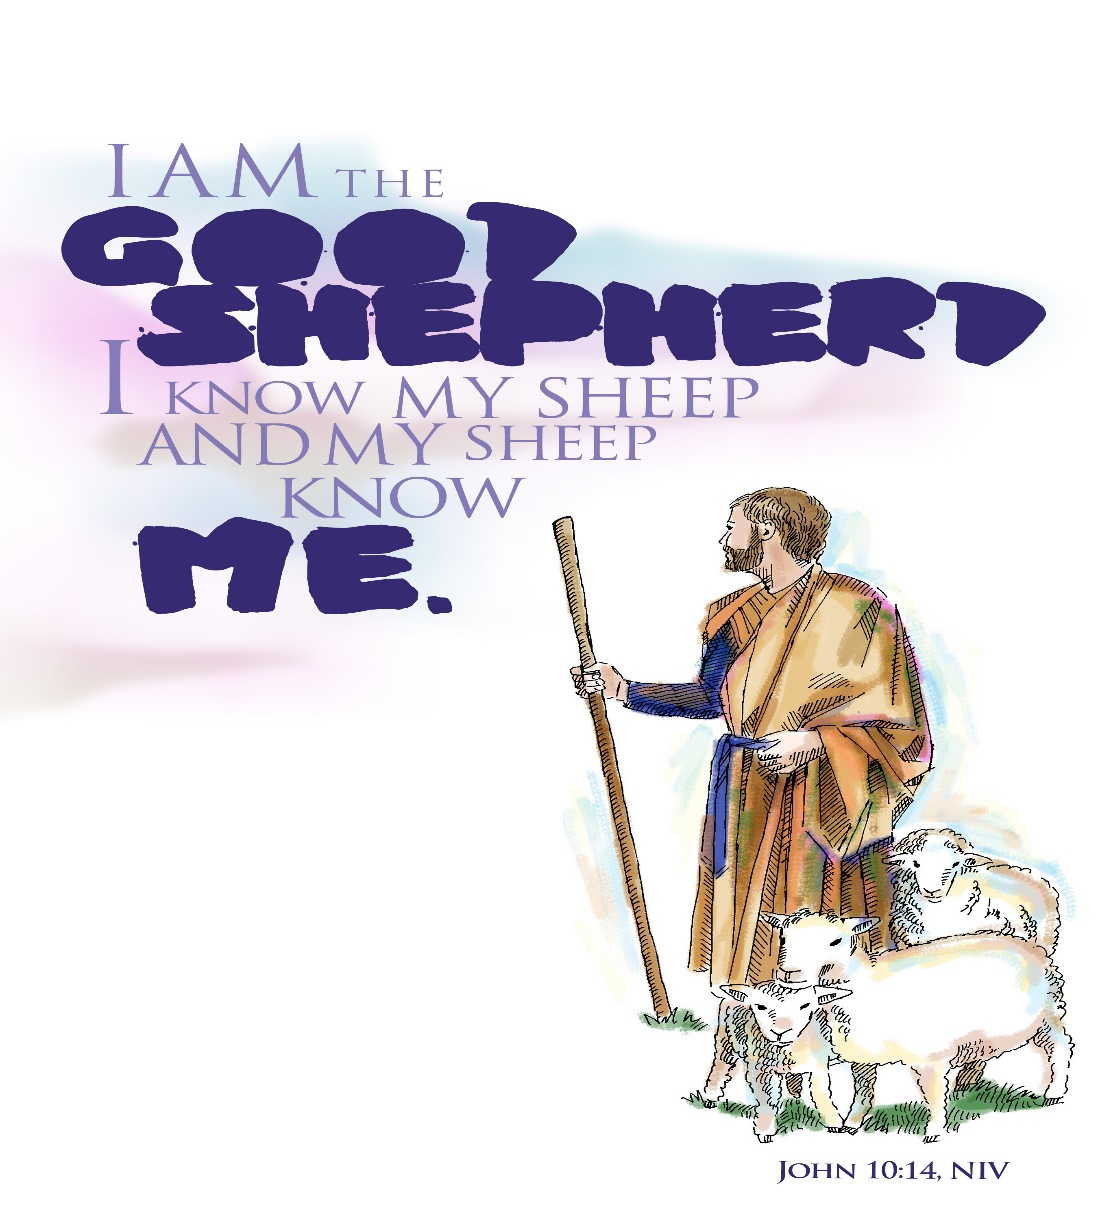 I AM THE
GOOD
SHEPHERD
I KNOW MY SHEEP
AND MY SHEEP
KNOW
ME.
JOHN 10:14, NIV